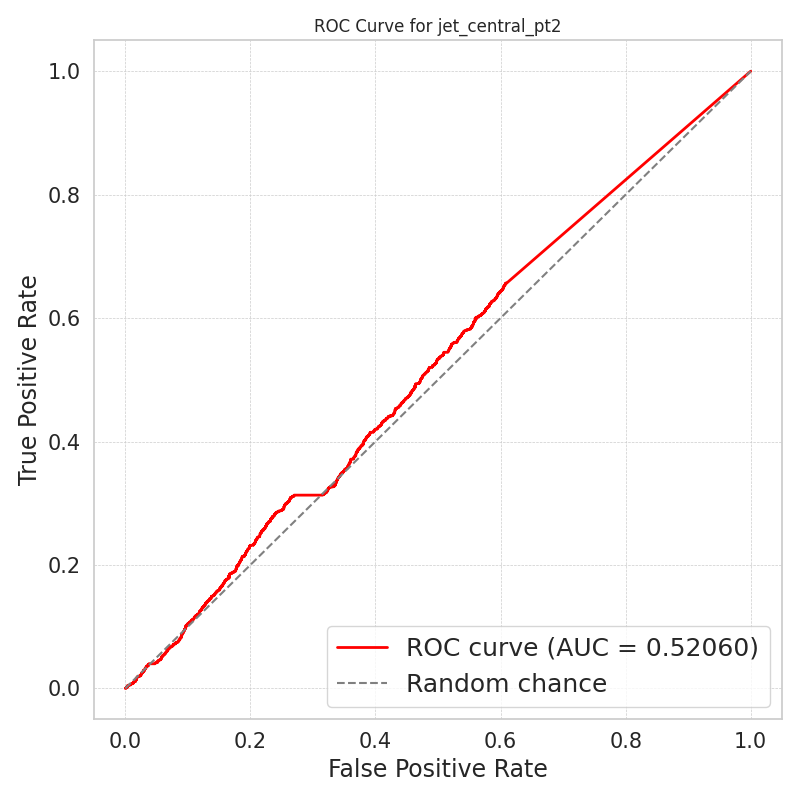 ROC Curve for jet_central_pt2
1.0
0.8
0.6
0.4
0.2
0.0
True Positive Rate
ROC curve (AUC = 0.52060)
Random chance
0.0 0.2 0.4 0.6 0.8 1.0
False Positive Rate